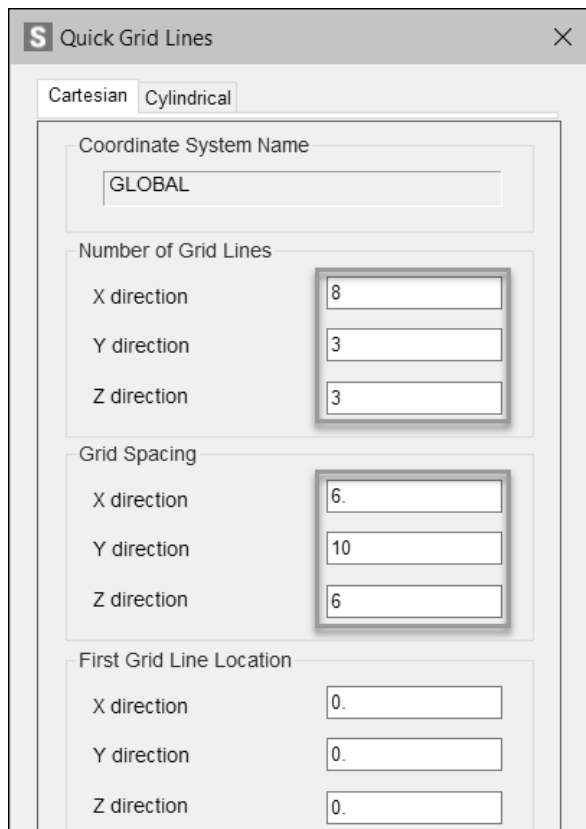 S Quick Grid Lines
Cartesian Cylindrical
Coordinate System Name
GLOBAL
Number of Grid Lines
X direction 8
Y direction 3
Z direction 3
Grid Spacing
X direction 6.
Y direction 10
Z direction 6
First Grid Line Location
X direction 0.
Y direction 0.
Z direction 0.